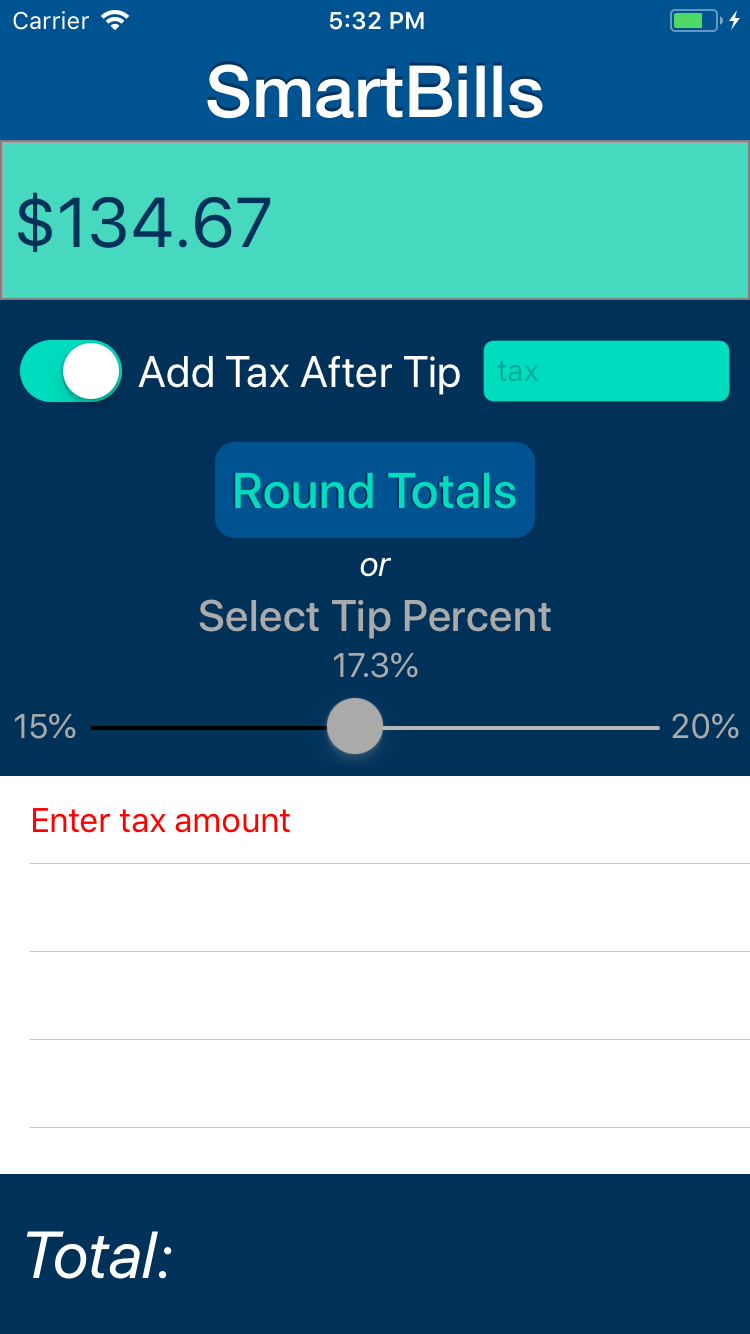 Carrier 5:32 PM
SmartBills
$134.67
Add Tax After Tip tax
Round Totals
or
Select Tip Percent
17.3%
15% 20%
Enter tax amount
Total: